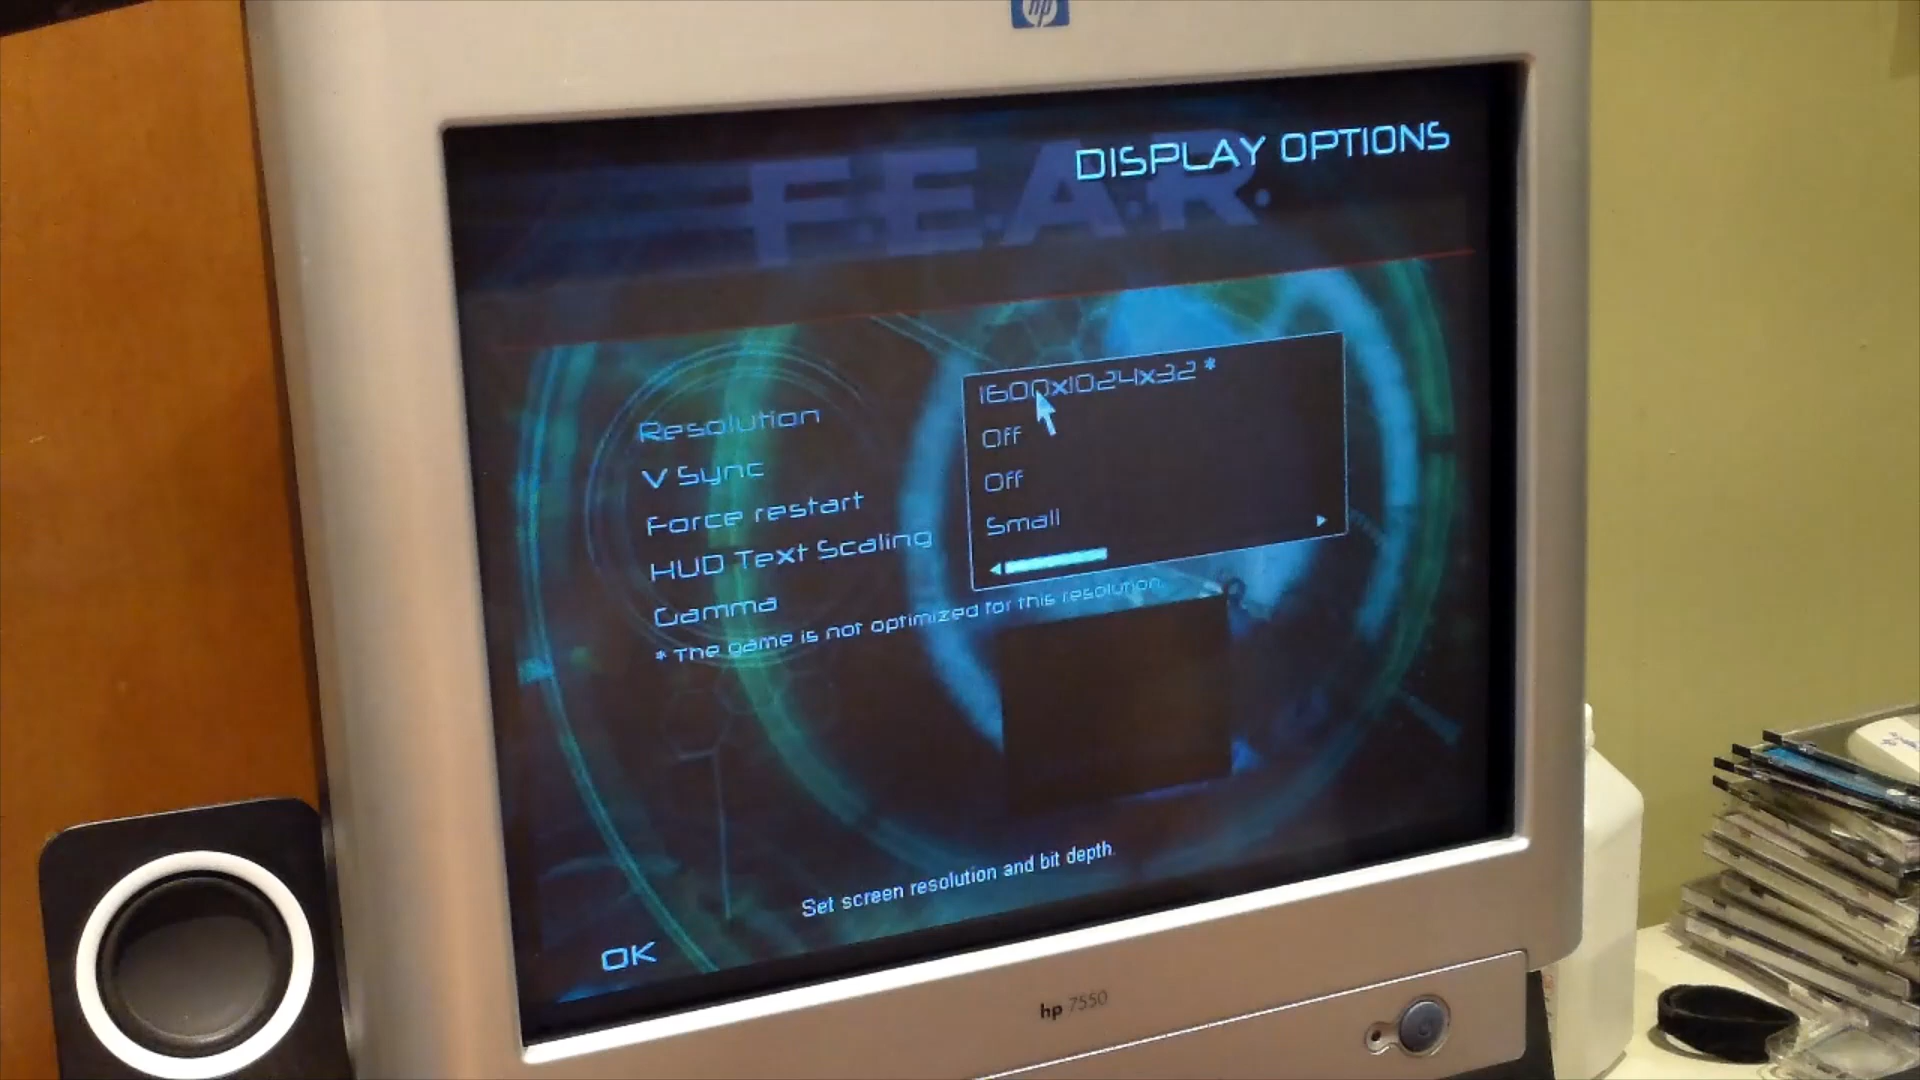 hp
DISPLAY OPTIONS
F.E.A.R.
Resolution
1600x1024x32 *
V Sync
Off
Force restart
Off
HUD Text Scaling
Small
Gamma
* The game is not optimized for this resolution.
Set screen resolution and bit depth.
OK
hp 7550